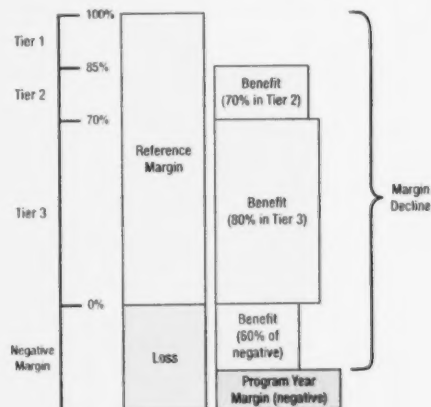 100%
Tier 1
85%
Benefit
(70% in Tier 2)
Tier 2
70%
Reference
Margin
Benefit
(80% in Tier 3)
Margin
Decline
Tier 3
0%
Benefit
(60% of
negative)
Negative
Margin
Loss
Program Year
Margin (negative)